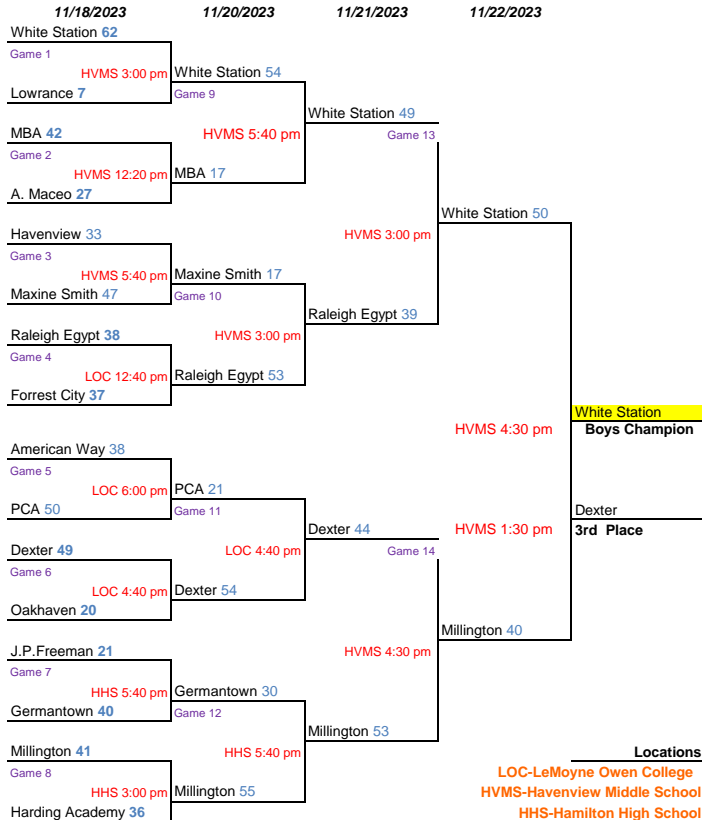 11/18/2023 11/20/2023 11/21/2023 11/22/2023
White Station 62
Game 1
HVMS 3:00 pm
White Station 54
Lowrance 7
Game 9
White Station 49
MBA 42
HVMS 5:40 pm
Game 13
Game 2
HVMS 12:20 pm
MBA 17
A. Maceo 27
White Station 50
Havenview 33
HVMS 3:00 pm
Game 3
HVMS 5:40 pm
Maxine Smith 17
Maxine Smith 47
Game 10
Raleigh Egypt 39
Raleigh Egypt 38
HVMS 3:00 pm
Game 4
LOC 12:40 pm
Raleigh Egypt 53
Forrest City 37
White Station
HVMS 4:30 pm
Boys Champion
American Way 38
Game 5
LOC 6:00 pm
PCA 21
PCA 50
Game 11
Dexter
Dexter 44
HVMS 1:30 pm
3rd Place
Dexter 49
LOC 4:40 pm
Game 14
Game 6
LOC 4:40 pm
Dexter 54
Oakhaven 20
Millington 40
J.P.Freeman 21
HVMS 4:30 pm
Game 7
HHS 5:40 pm
Germantown 30
Germantown 40
Game 12
Millington 53
Millington 41
HHS 5:40 pm
Locations
Game 8
LOC-LeMoyne Owen College
HHS 3:00 pm
Millington 55
HVMS-Havenview Middle School
Harding Academy 36
HHS-Hamilton High School